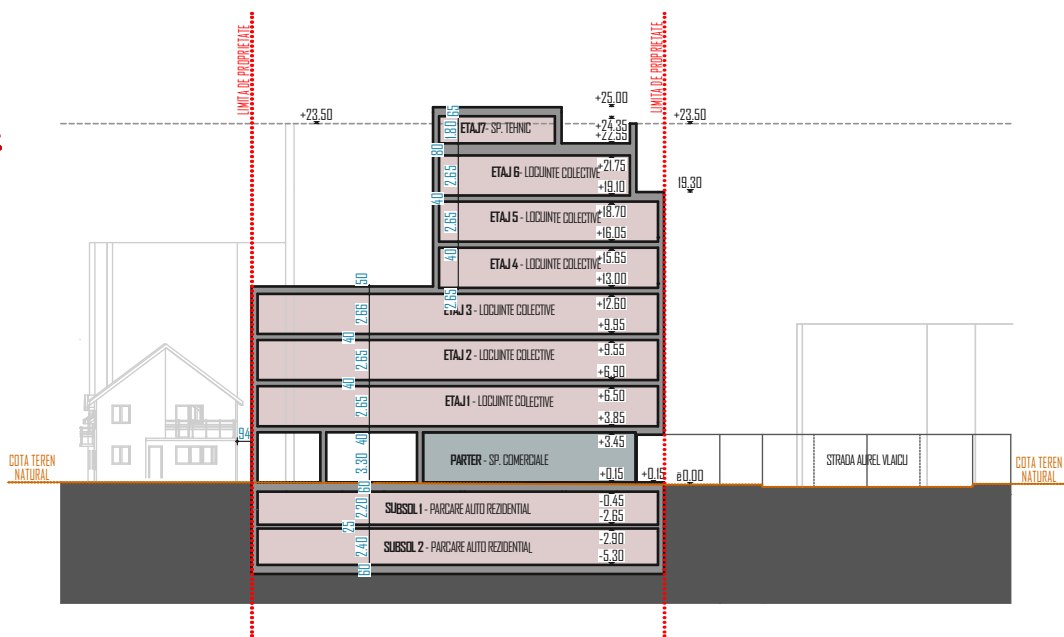 LIMITA DE PROPRIETATE
LIMITA DE PROPRIETATE
+25.00
+23.50
+24.35
+23.50
+22.55
65
1.80
ETAJ7- SP. TEHNIC
80
2.65
ETAJ 6- LOCUINTE COLECTIVE
+21.75
+19.10
19.30
40
2.65
ETAJ 5 - LOCUINTE COLECTIVE
+18.70
+16.05
40
ETAJ 4 - LOCUINTE COLECTIVE
+15.65
+13.00
50
2.65
2.66
ETAJ 3 - LOCUINTE COLECTIVE
+12.60
+9.95
40
2.65
ETAJ 2 - LOCUINTE COLECTIVE
+9.55
+6.90
40
2.65
ETAJ 1 - LOCUINTE COLECTIVE
+6.50
+3.85
94
40
+3.45
3.30
PARTER - SP. COMERCIALE
STRADA AUREL VLAICU
COTA TEREN
NATURAL
COTA TEREN
NATURAL
+0.15
+0.15
±0.00
60
2.20
SUBSOL 1 - PARCARE AUTO REZIDENTIAL
-0.45
-2.65
25
2.40
SUBSOL 2 - PARCARE AUTO REZIDENTIAL
-2.90
-5.30
60